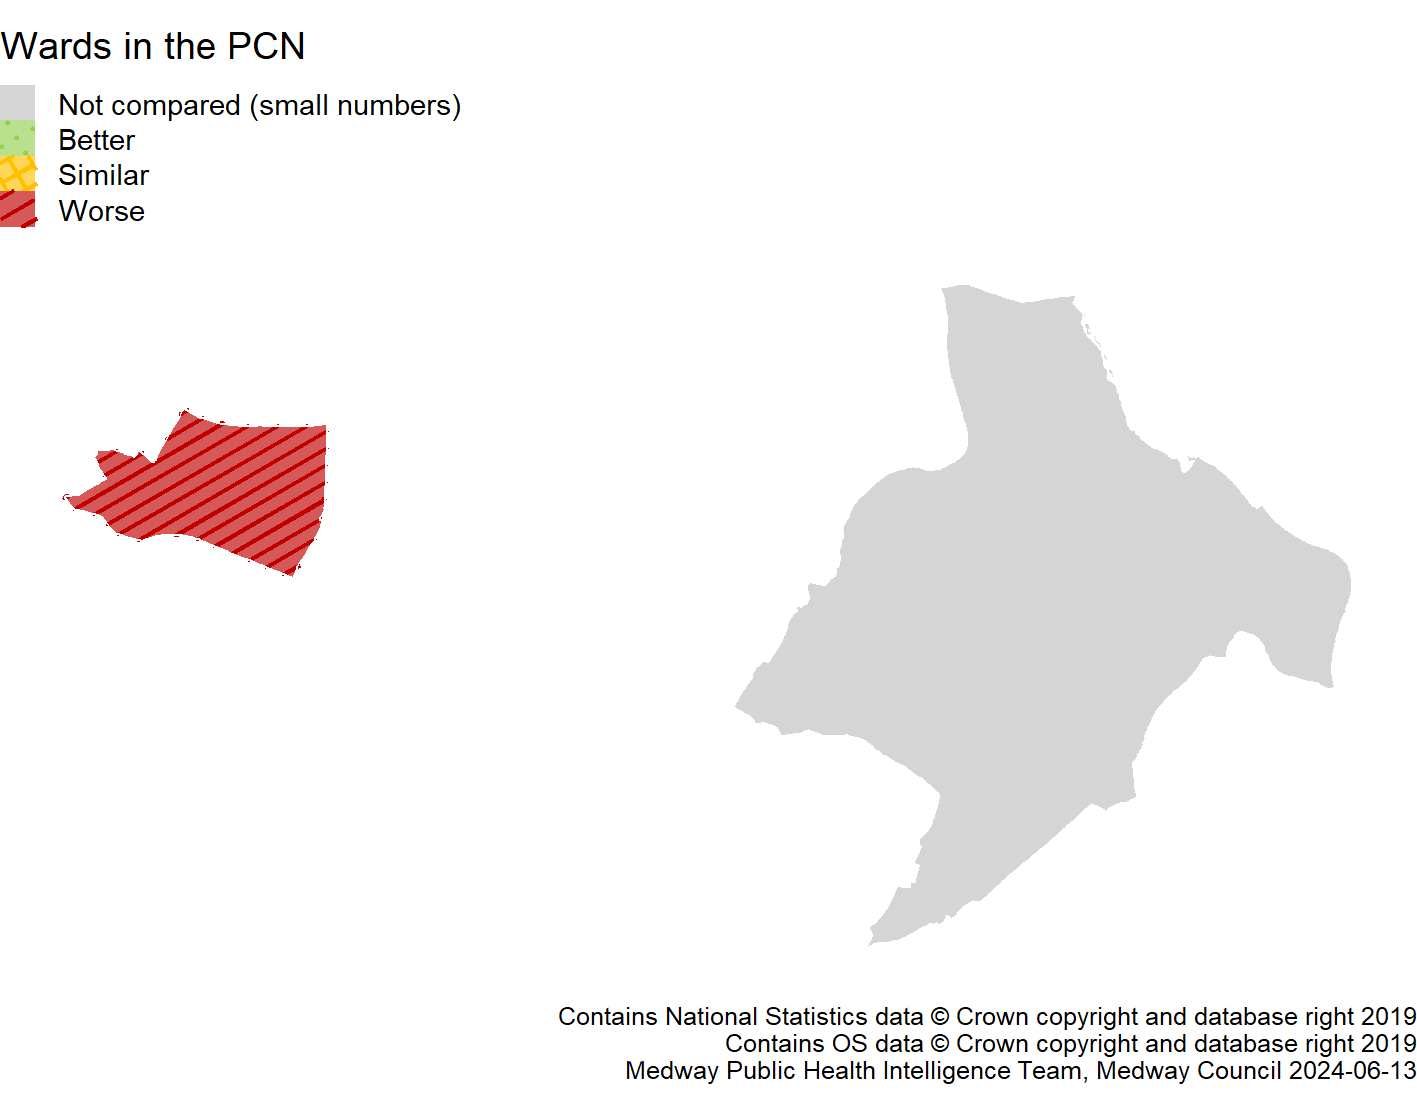 Wards in the PCN
Not compared (small numbers)
Better
Similar
Worse
Contains National Statistics data © Crown copyright and database right 2019
Contains OS data © Crown copyright and database right 2019
Medway Public Health Intelligence Team, Medway Council 2024-06-13